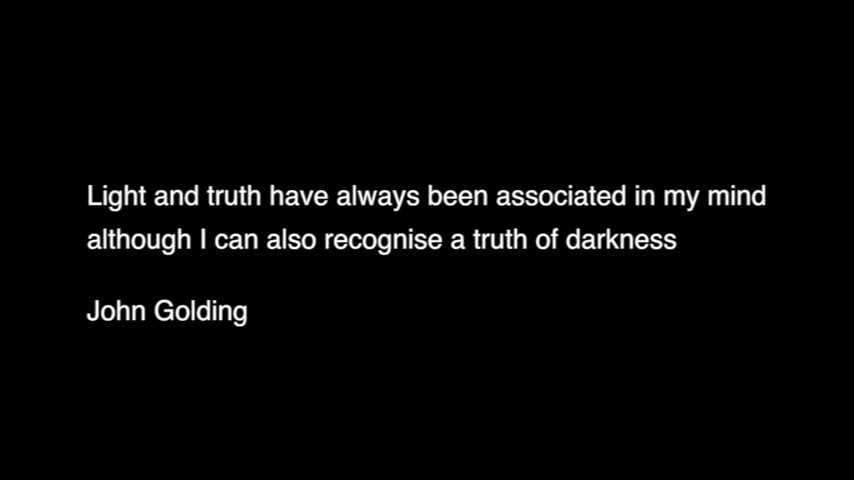 Light and truth have always been associated in my mind
although I can also recognise a truth of darkness
John Golding